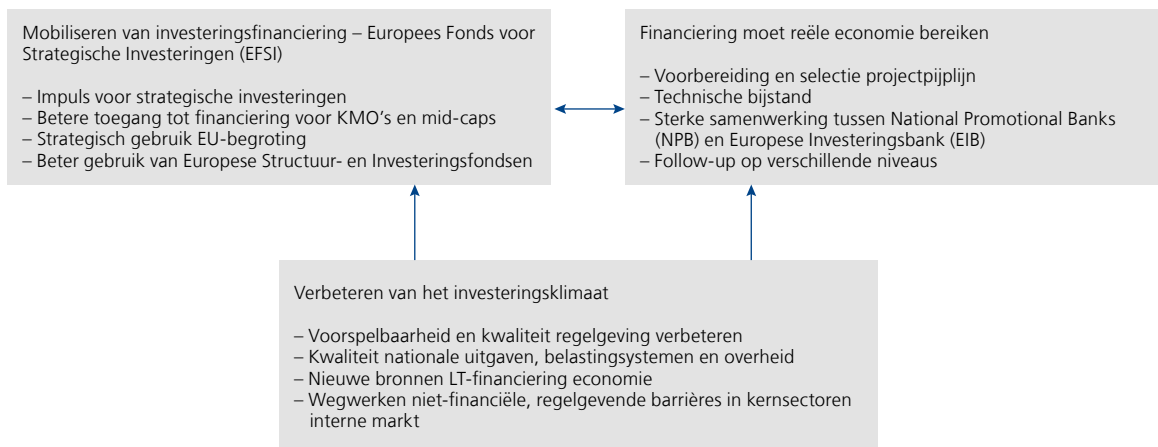 Mobiliseren van investeringsfinanciering – Europees Fonds voor
Strategische Investeringen (EFSI)
– Impuls voor strategische investeringen
– Betere toegang tot financiering voor KMO's en mid-caps
– Strategisch gebruik EU-begroting
– Beter gebruik van Europese Structuur- en Investeringsfondsen
Financiering moet reële economie bereiken
– Voorbereiding en selectie projectpijplijn
– Technische bijstand
– Sterke samenwerking tussen National Promotional Banks
(NPB) en Europese Investeringsbank (EIB)
– Follow-up op verschillende niveaus
Verbeteren van het investeringsklimaat
– Voorspelbaarheid en kwaliteit regelgeving verbeteren
– Kwaliteit nationale uitgaven, belastingsystemen en overheid
– Nieuwe bronnen LT-financiering economie
– Wegwerken niet-financiële, regelgevende barrières in kernsectoren
interne markt